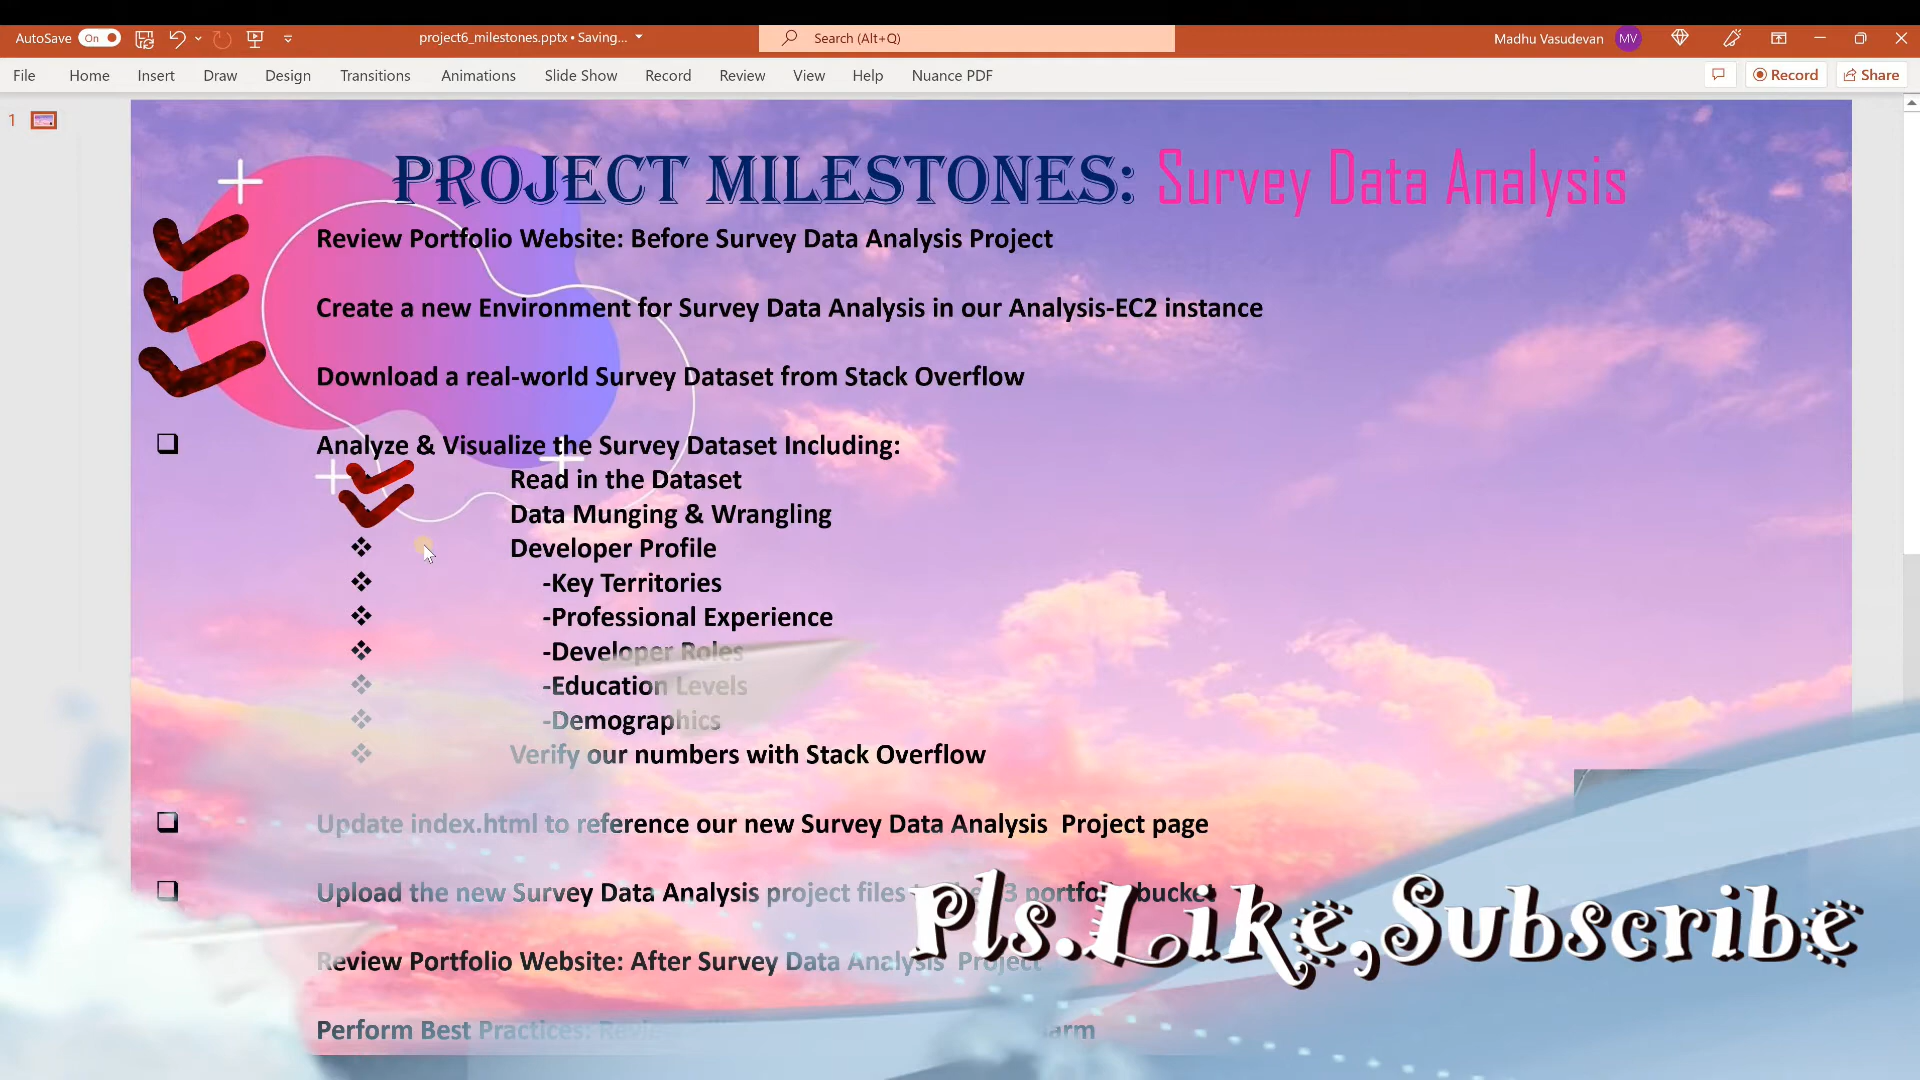 AutoSave On project6_milestones.pptx • Saving... Search (Alt+Q) Madhu Vasudevan MV
File Home Insert Draw Design Transitions Animations Slide Show Record Review View Help Nuance PDF Record Share
1
PROJECT MILESTONES: Survey Data Analysis
Review Portfolio Website: Before Survey Data Analysis Project
Create a new Environment for Survey Data Analysis in our Analysis-EC2 instance
Download a real-world Survey Dataset from Stack Overflow
Analyze & Visualize the Survey Dataset Including:
Read in the Dataset
Data Munging & Wrangling
Developer Profile
-Key Territories
-Professional Experience
-Developer Roles
-Education Levels
-Demographics
Verify our numbers with Stack Overflow
Update index.html to reference our new Survey Data Analysis Project page
Upload the new Survey Data Analysis project files bucket
Pls.Like,Subscribe
Review Portfolio Website: After Survey Data Analysis Project
Perform Best Practices: